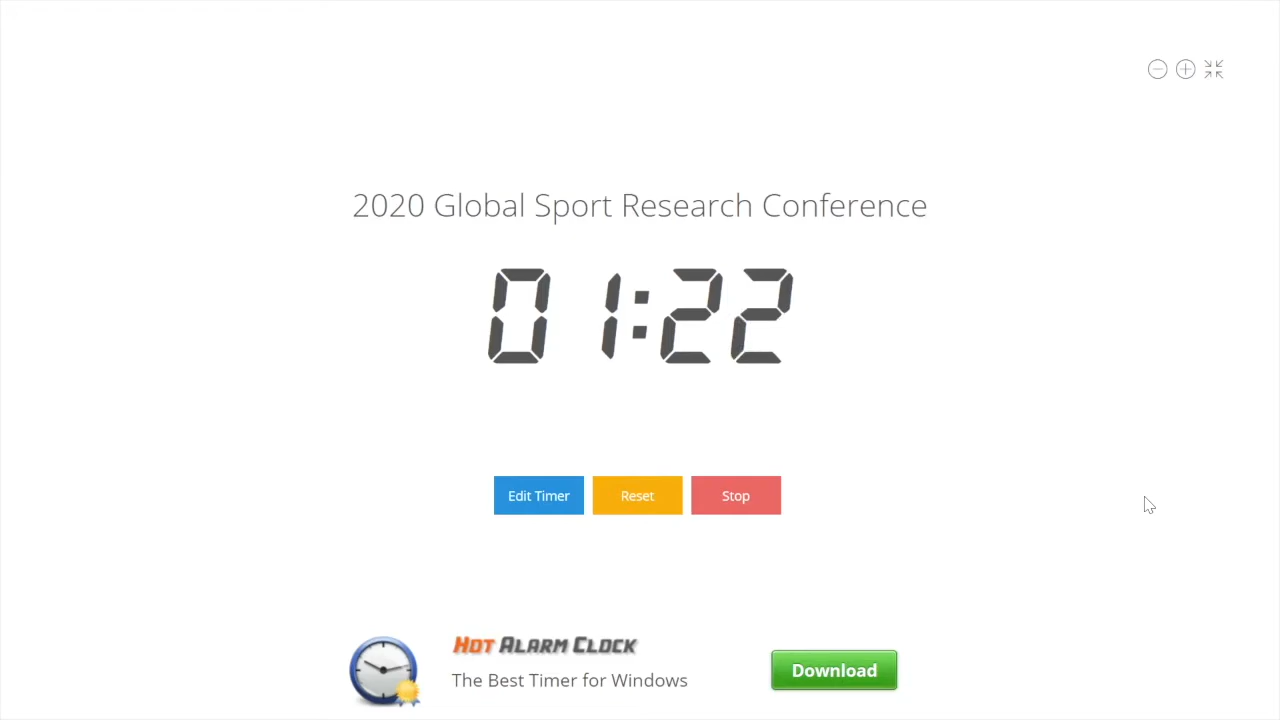 2020 Global Sport Research Conference
01:22
Edit Timer
Reset
Stop
Hot Alarm Clock
The Best Timer for Windows
Download